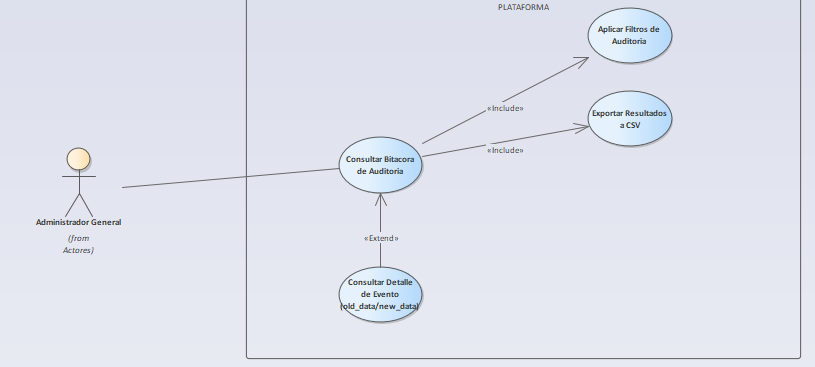 PLATAFORMA
Aplicar Filtros de
Auditoria
«Include»
Exportar Resultados
a CSV
«Include»
Consultar Bitacora
de Auditoria
Administrador General
(from
Actores)
«Extend»
Consultar Detalle
de Evento
(old_data/new_data)